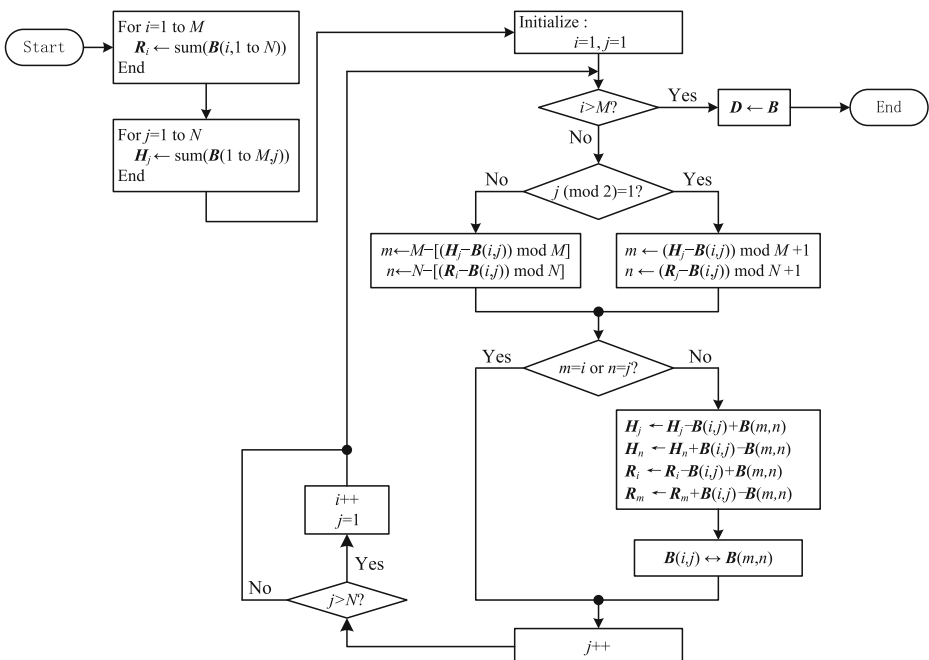 Start
For i=1 to M
R_i ← sum(B(i,1 to N))
End
For j=1 to N
H_j ← sum(B(1 to M,j))
End
Initialize :
i=1, j=1
i>M?
Yes
D ← B
End
No
j (mod 2)=1?
No
Yes
m←M−[(H_j−B(i,j)) mod M]
n←N−[(R_i−B(i,j)) mod N]
m ← (H_j−B(i,j)) mod M +1
n ← (R_j−B(i,j)) mod N +1
m=i or n=j?
Yes
No
H_j ← H_j−B(i,j)+B(m,n)
H_n ← H_n+B(i,j)−B(m,n)
R_i ← R_i−B(i,j)+B(m,n)
R_m ← R_m+B(i,j)−B(m,n)
B(i,j) ↔ B(m,n)
j++
j>N?
No
Yes
i++
j=1